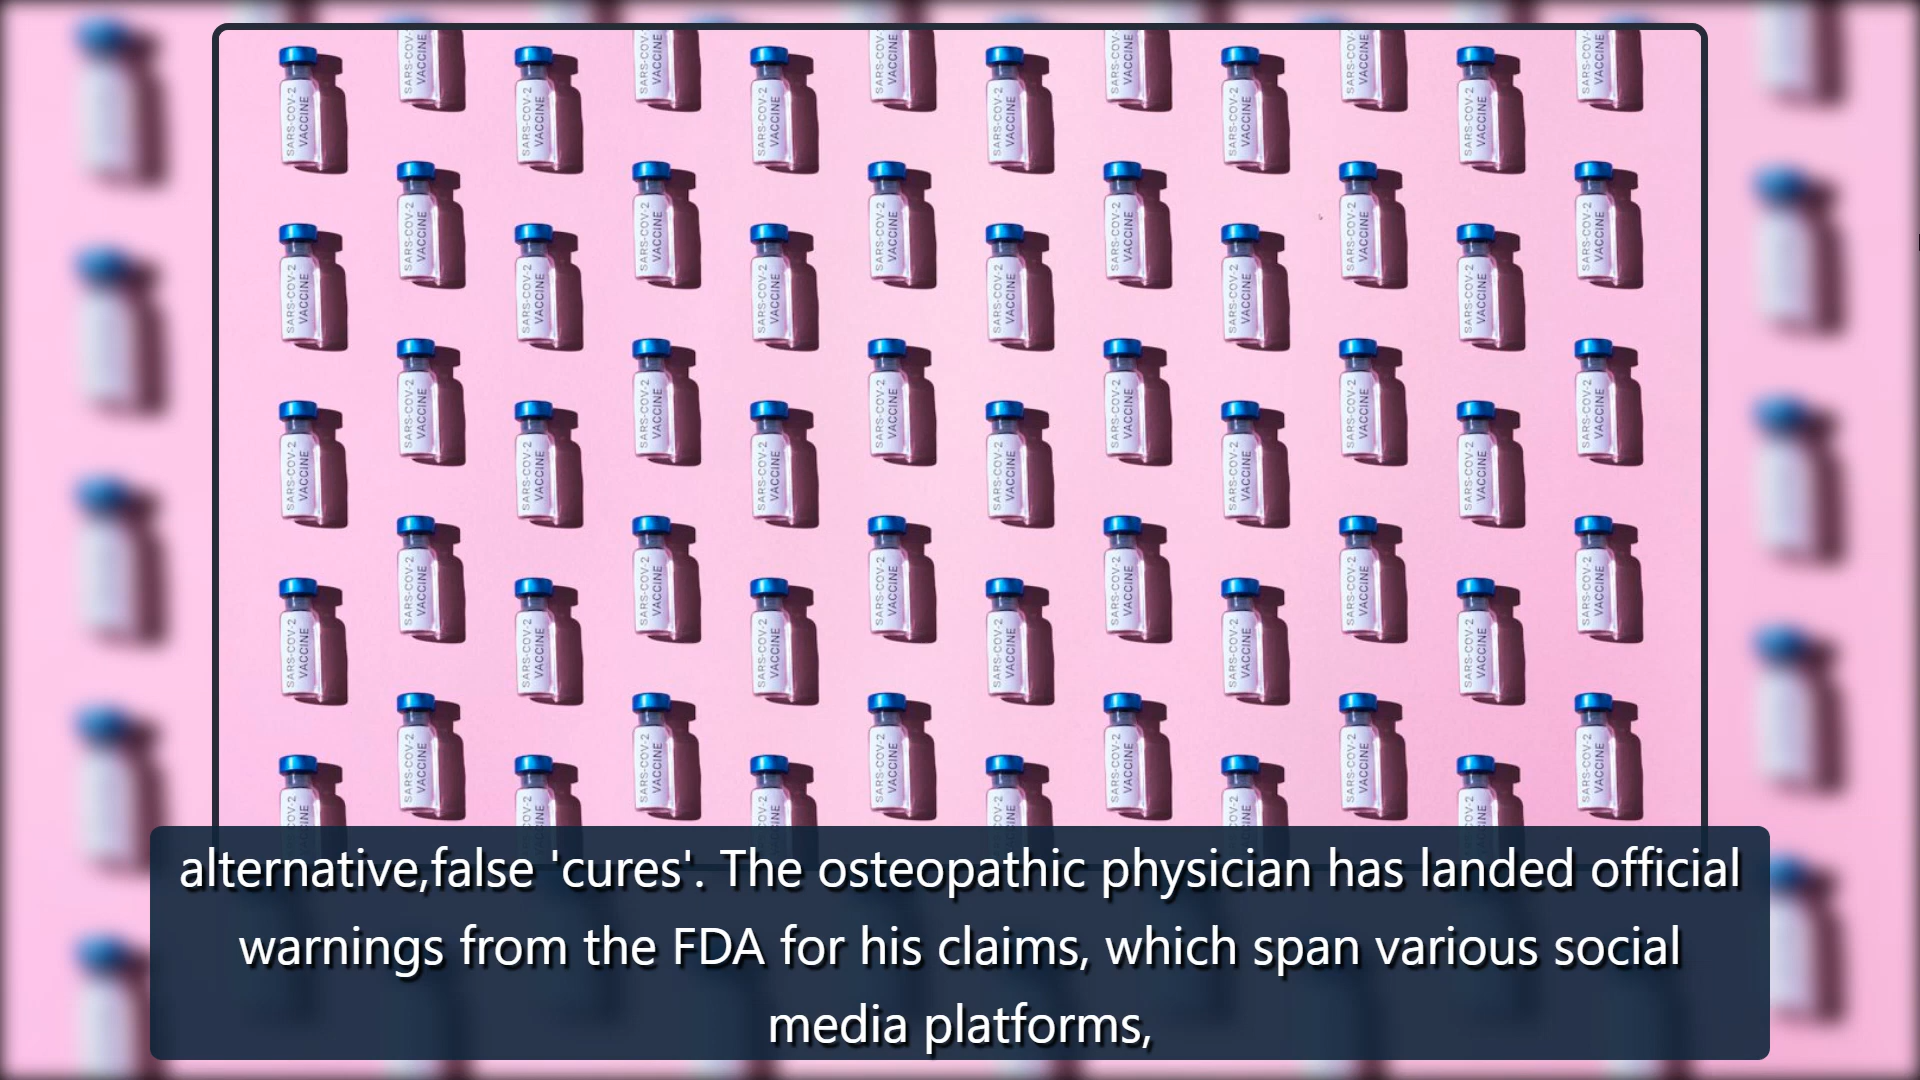 SARS-COV-2
VACCINE
alternative,false 'cures'. The osteopathic physician has landed official
warnings from the FDA for his claims, which span various social
media platforms,